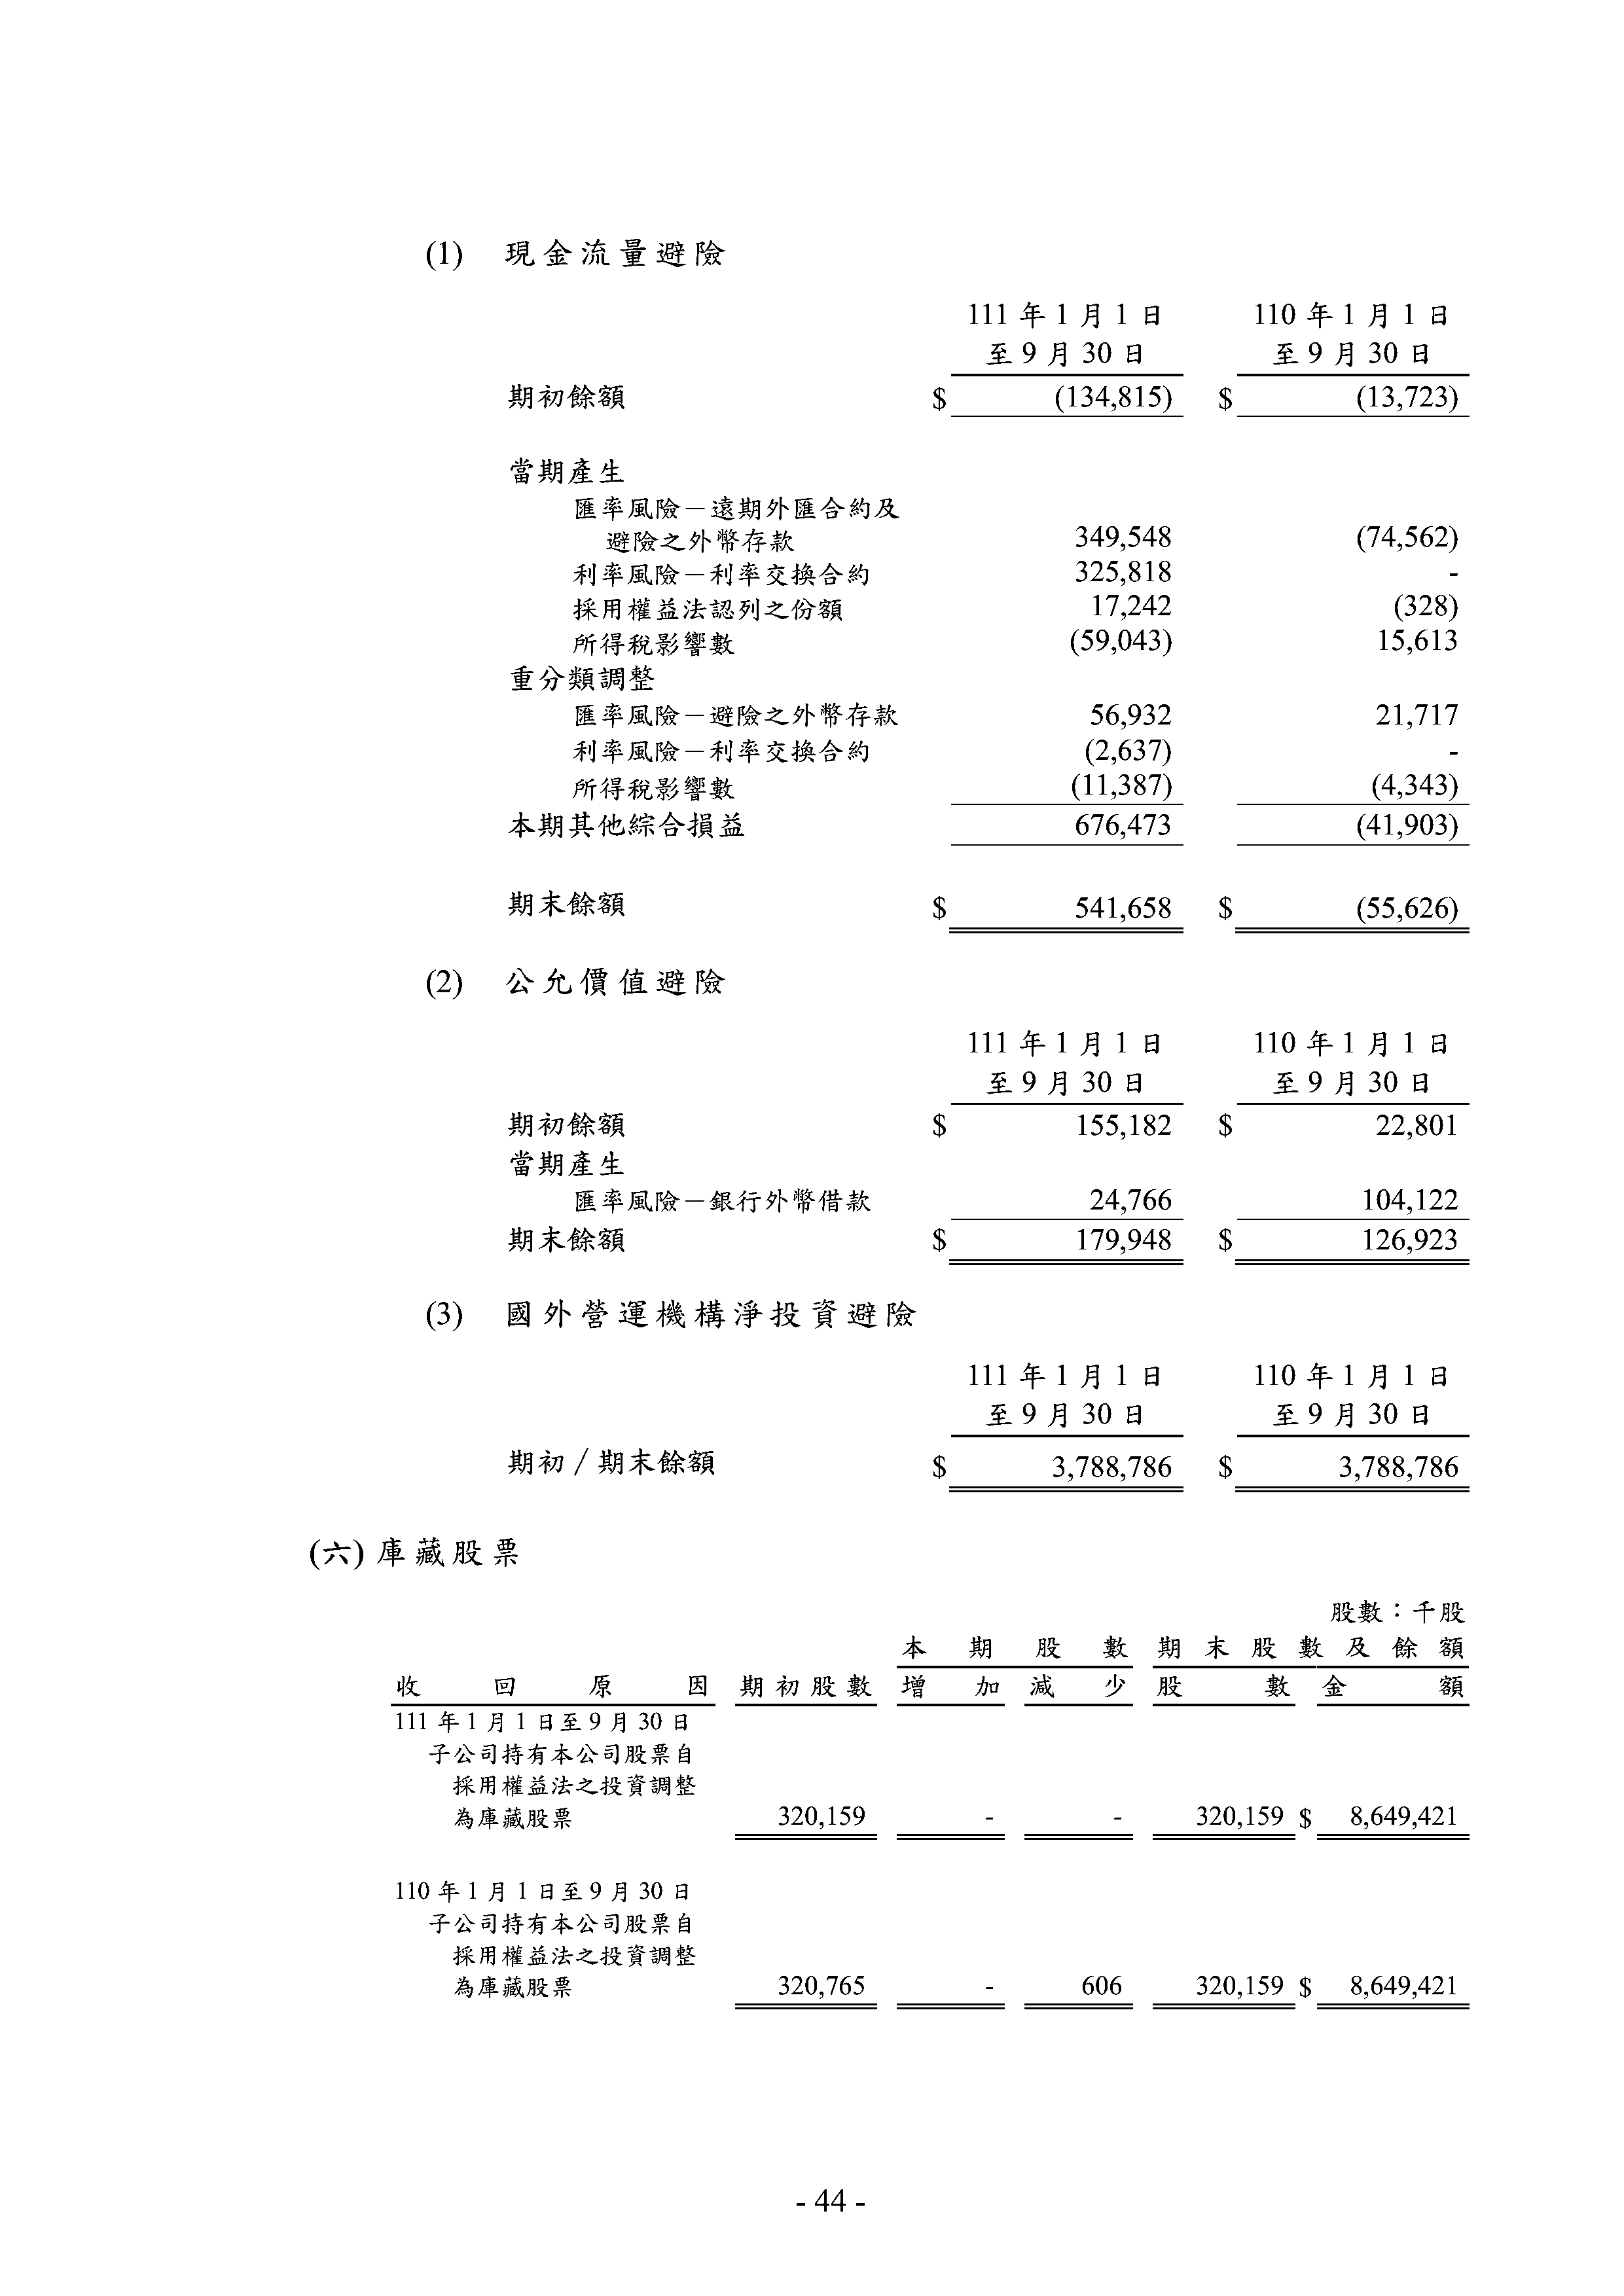 (1) 現金流量避險
111 年 1 月 1 日 110 年 1 月 1 日
至 9 月 30 日 至 9 月 30 日
期初餘額 $ (134,815) $ (13,723)
當期產生
匯率風險－遠期外匯合約及
避險之外幣存款 349,548 (74,562)
利率風險－利率交換合約 325,818 -
採用權益法認列之份額 17,242 (328)
所得稅影響數 (59,043) 15,613
重分類調整
匯率風險－避險之外幣存款 56,932 21,717
利率風險－利率交換合約 (2,637) -
所得稅影響數 (11,387) (4,343)
本期其他綜合損益 676,473 (41,903)
期末餘額 $ 541,658 $ (55,626)
(2) 公允價值避險
111 年 1 月 1 日 110 年 1 月 1 日
至 9 月 30 日 至 9 月 30 日
期初餘額 $ 155,182 $ 22,801
當期產生
匯率風險－銀行外幣借款 24,766 104,122
期末餘額 $ 179,948 $ 126,923
(3) 國外營運機構淨投資避險
111 年 1 月 1 日 110 年 1 月 1 日
至 9 月 30 日 至 9 月 30 日
期初／期末餘額 $ 3,788,786 $ 3,788,786
(六) 庫藏股票
股數：千股
本期股數 期末股數及餘額
收回原因 期初股數 增加 減少 股數 金額
111 年 1 月 1 日至 9 月 30 日
子公司持有本公司股票自
採用權益法之投資調整
為庫藏股票 320,159 - - 320,159 $ 8,649,421
110 年 1 月 1 日至 9 月 30 日
子公司持有本公司股票自
採用權益法之投資調整
為庫藏股票 320,765 - 606 320,159 $ 8,649,421
- 44 -